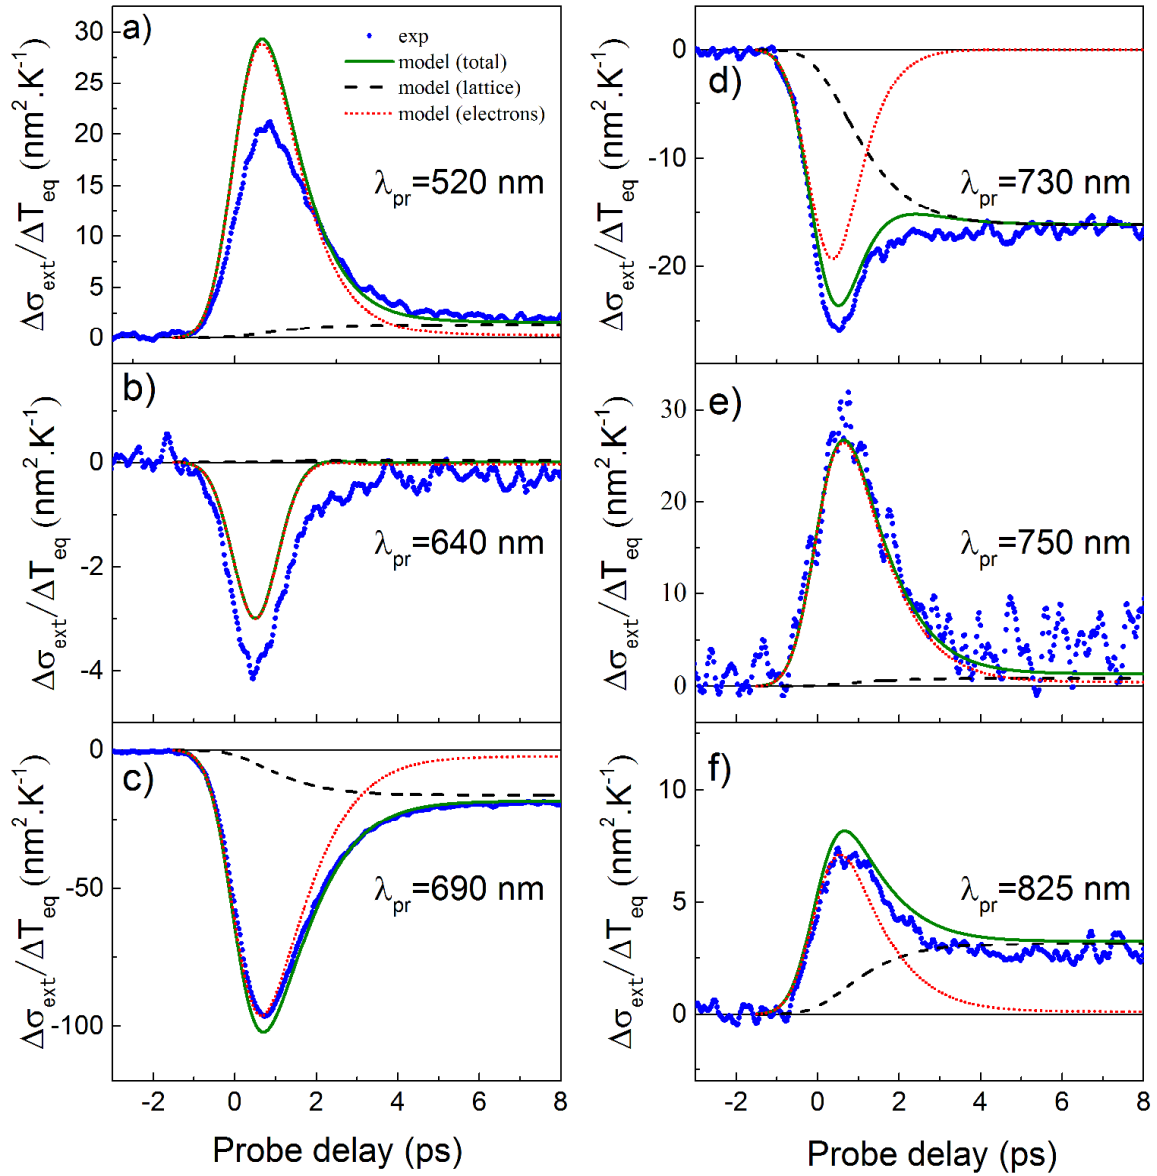 a)
exp
model (total)
model (lattice)
model (electrons)
λpr=520 nm
Δσext/ΔTeq (nm².K⁻¹)
30
25
20
15
10
5
0
b)
λpr=640 nm
Δσext/ΔTeq (nm².K⁻¹)
0
-2
-4
c)
λpr=690 nm
Δσext/ΔTeq (nm².K⁻¹)
0
-50
-100
-2 0 2 4 6 8
Probe delay (ps)
d)
λpr=730 nm
Δσext/ΔTeq (nm².K⁻¹)
0
-10
-20
e)
λpr=750 nm
Δσext/ΔTeq (nm².K⁻¹)
30
20
10
0
f)
λpr=825 nm
Δσext/ΔTeq (nm².K⁻¹)
10
5
0
-2 0 2 4 6 8
Probe delay (ps)